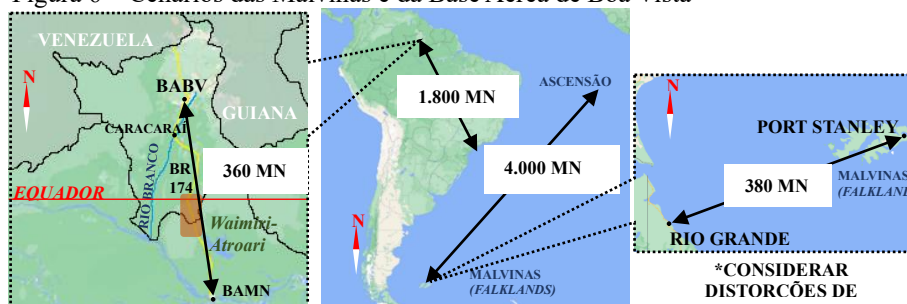 Figura 6 – Cenários das Malvinas e da Base Aérea de Boa Vista
VENEZUELA
N
BABV
GUIANA
CARACARAÍ
360 MN
RIO BRANCO
BR
174
EQUADOR
Waimiri-
Atroari
BAMN
1.800 MN
ASCENSÃO
4.000 MN
N
MALVINAS
(FALKLANDS)
N
PORT STANLEY
MALVINAS
(FALKLAND
380 MN
RIO GRANDE
*CONSIDERAR
DISTORÇÕES DE